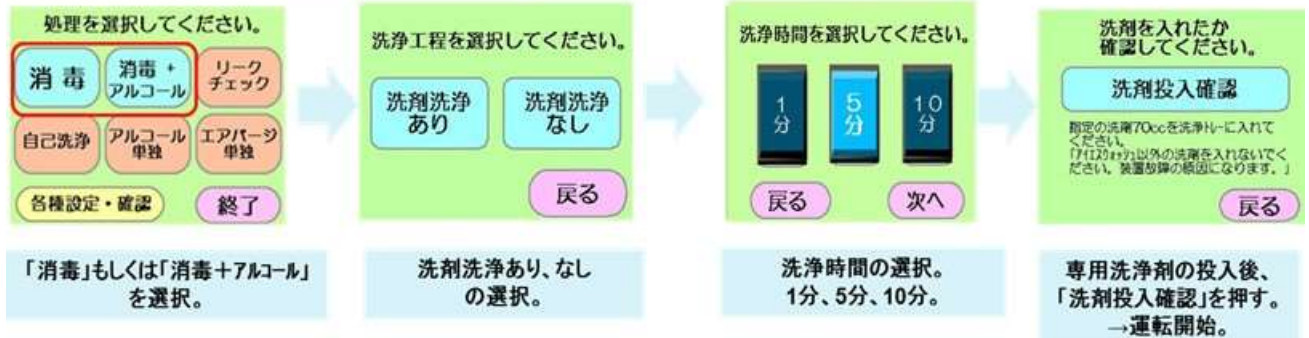 処理を選択してください。
消毒
消毒 +
アルコール
リーク
チェック
自己洗浄
アルコール
単独
エアパージ
単独
各種設定・確認
終了
「消毒」もしくは「消毒＋アルコール」
を選択。
洗浄工程を選択してください。
洗剤洗浄
あり
洗剤洗浄
なし
戻る
洗剤洗浄あり、なし
の選択。
洗浄時間を選択してください。
1分
5分
10分
戻る
次へ
洗浄時間の選択。
1分、5分、10分。
洗剤を入れたか
確認してください。
洗剤投入確認
指定の洗剤70ccを洗浄トレーに入れて
ください。
「アイエスウォッシュ以外の洗剤を入れないでく
ださい。装置故障の原因になります。」
戻る
専用洗浄剤の投入後、
「洗剤投入確認」を押す。
→運転開始。